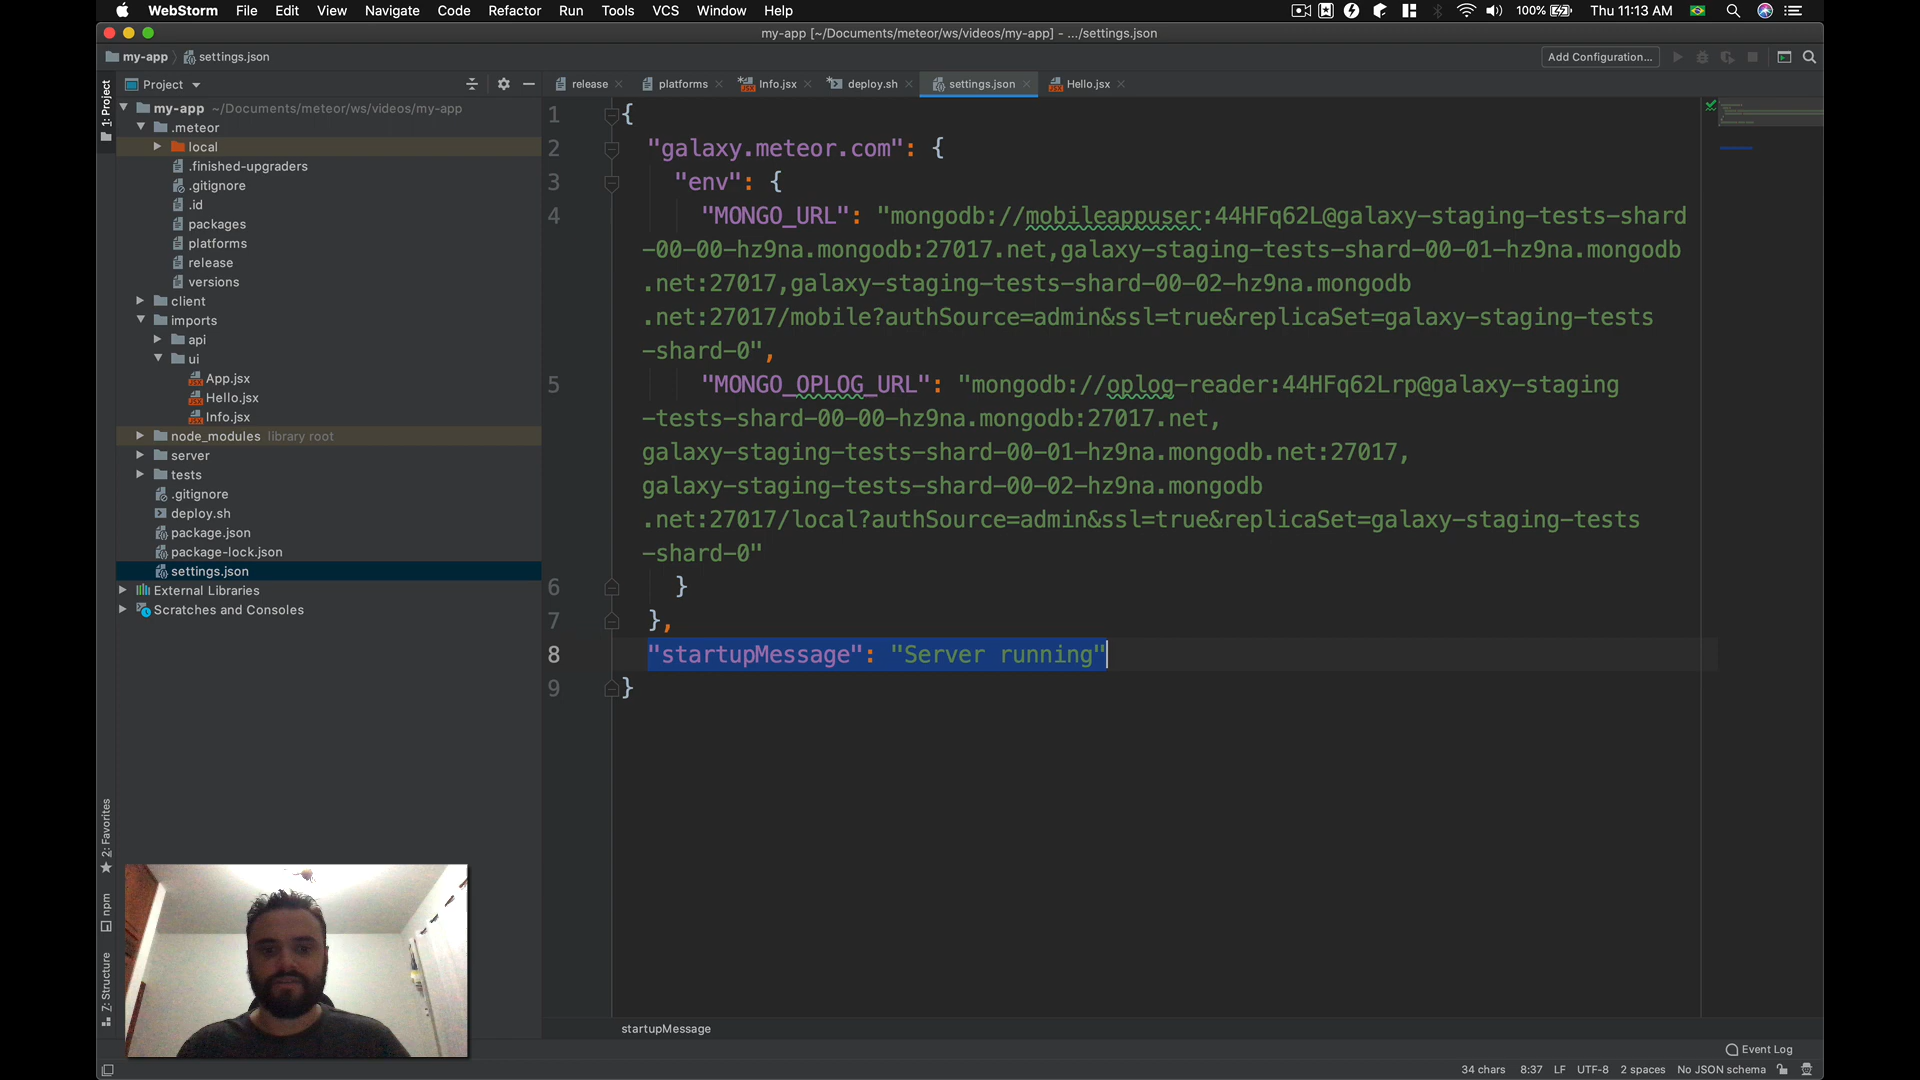 WebStorm File Edit View Navigate Code Refactor Run Tools VCS Window Help 100% Thu 11:13 AM
my-app [~/Documents/meteor/ws/videos/my-app] - .../settings.json
my-app settings.json Add Configuration...
Project
release platforms Info.jsx deploy.sh settings.json Hello.jsx
1: Project
my-app ~/Documents/meteor/ws/videos/my-app
.meteor
local
.finished-upgraders
.gitignore
.id
packages
platforms
release
versions
client
imports
api
ui
App.jsx
Hello.jsx
Info.jsx
node_modules library root
server
tests
.gitignore
deploy.sh
package.json
package-lock.json
settings.json
External Libraries
Scratches and Consoles
2: Favorites
npm
7: Structure
1 {
2 "galaxy.meteor.com": {
3 "env": {
4 "MONGO_URL": "mongodb://mobileappuser:44HFq62L@galaxy-staging-tests-shard
-00-00-hz9na.mongodb:27017.net,galaxy-staging-tests-shard-00-01-hz9na.mongodb
.net:27017,galaxy-staging-tests-shard-00-02-hz9na.mongodb
.net:27017/mobile?authSource=admin&ssl=true&replicaSet=galaxy-staging-tests
-shard-0",
5 "MONGO_OPLOG_URL": "mongodb://oplog-reader:44HFq62Lrp@galaxy-staging
-tests-shard-00-00-hz9na.mongodb:27017.net,
galaxy-staging-tests-shard-00-01-hz9na.mongodb.net:27017,
galaxy-staging-tests-shard-00-02-hz9na.mongodb
.net:27017/local?authSource=admin&ssl=true&replicaSet=galaxy-staging-tests
-shard-0"
6 }
7 },
8 "startupMessage": "Server running"
9 }
startupMessage
Event Log
34 chars 8:37 LF UTF-8 2 spaces No JSON schema